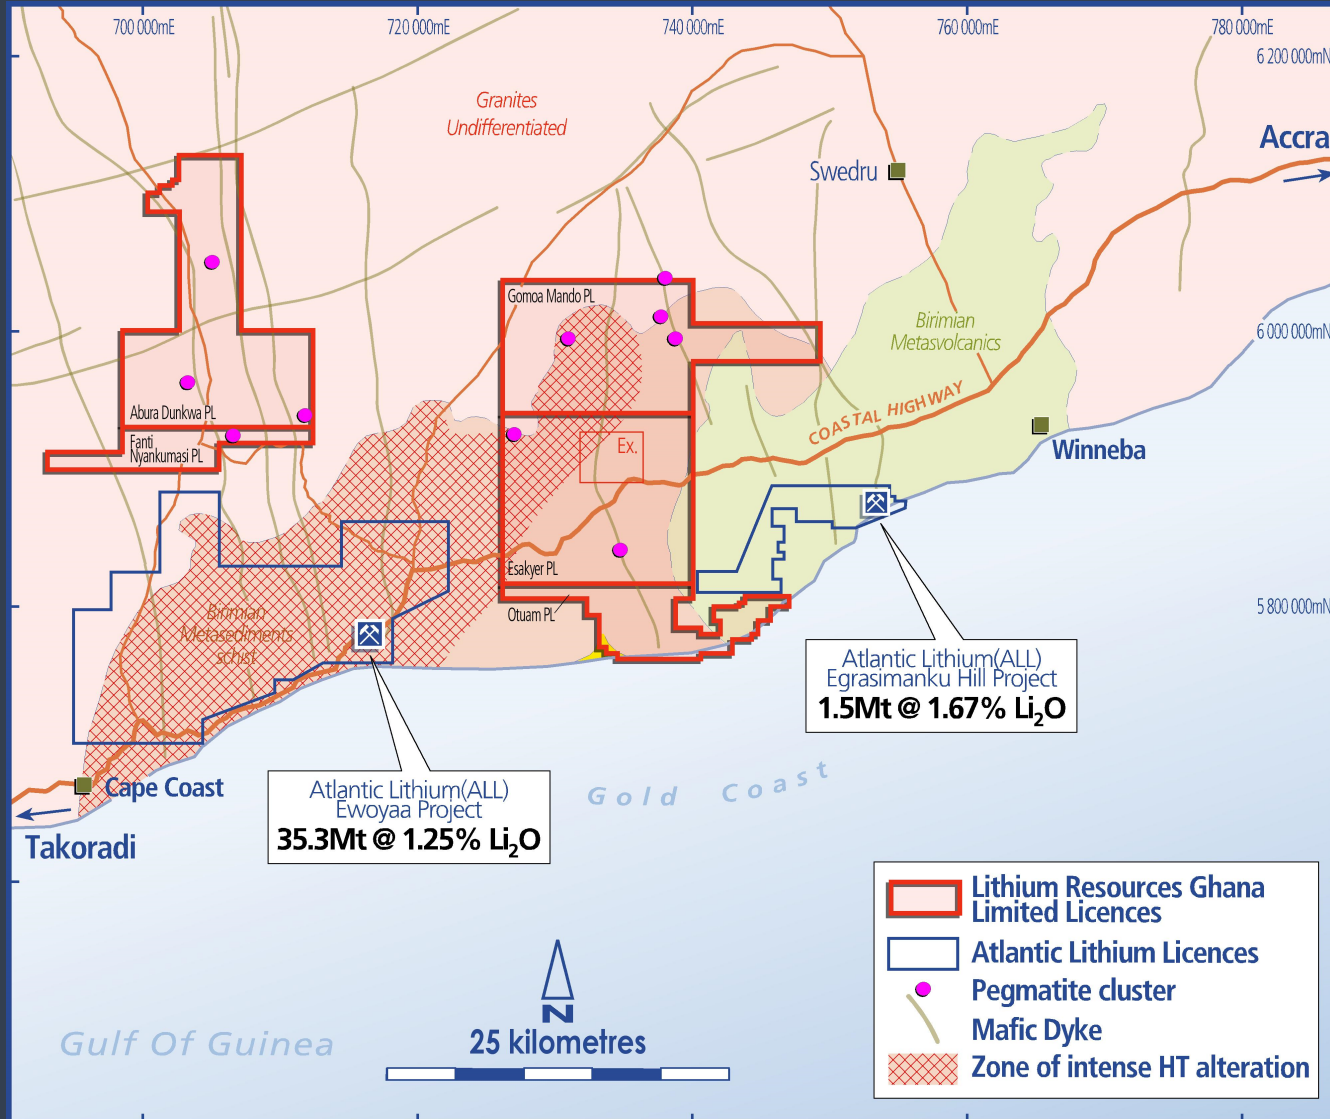 700 000mE
720 000mE
740 000mE
760 000mE
780 000mE
6 200 000mN
Granites
Undifferentiated
Accra
Swedru
Gomoa Mando PL
Birimian
Metavolcanics
6 000 000mN
COASTAL HIGHWAY
Abura Dunkwa PL
Fanti
Nyankumasi PL
Ex.
Winneba
Esakyer PL
Otuam PL
5 800 000mN
Birimian
Metasediments
schist
Atlantic Lithium(ALL)
Egrasimanku Hill Project
1.5Mt @ 1.67% Li2O
Cape Coast
Takoradi
Atlantic Lithium(ALL)
Ewoyaa Project
35.3Mt @ 1.25% Li2O
Gold Coast
Gulf Of Guinea
N
25 kilometres
Lithium Resources Ghana
Limited Licences
Atlantic Lithium Licences
Pegmatite cluster
Mafic Dyke
Zone of intense HT alteration